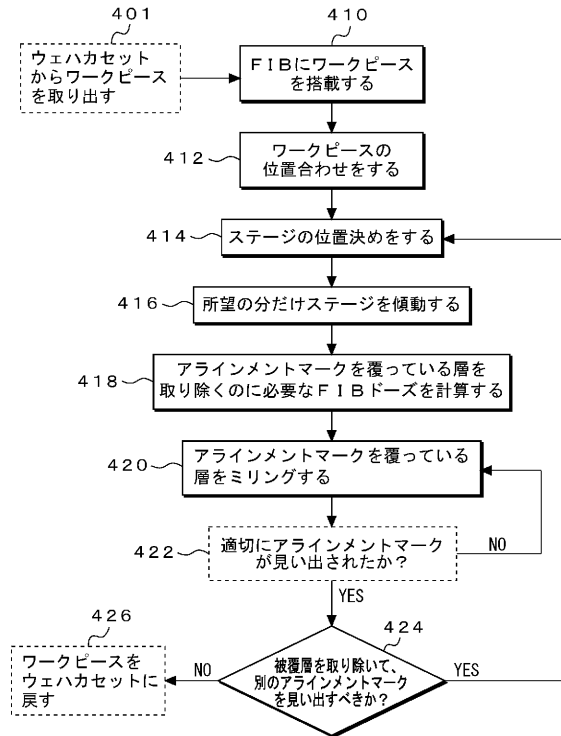 401
ウェハカセット
からワークピース
を取り出す
410
FIBにワークピース
を搭載する
412
ワークピースの
位置合わせをする
414
ステージの位置決めをする
416
所望の分だけステージを傾動する
418
アラインメントマークを覆っている層を
取り除くのに必要なFIBドーズを計算する
420
アラインメントマークを覆っている
層をミリングする
422
適切にアラインメントマーク
が見い出されたか?
NO
YES
424
被覆層を取り除いて、
別のアラインメントマーク
を見い出すべきか?
YES
NO
426
ワークピースを
ウェハカセットに
戻す